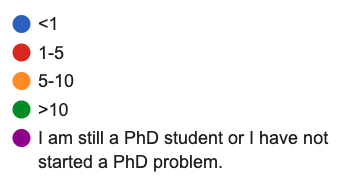 <1
1-5
5-10
>10
I am still a PhD student or I have not
started a PhD problem.